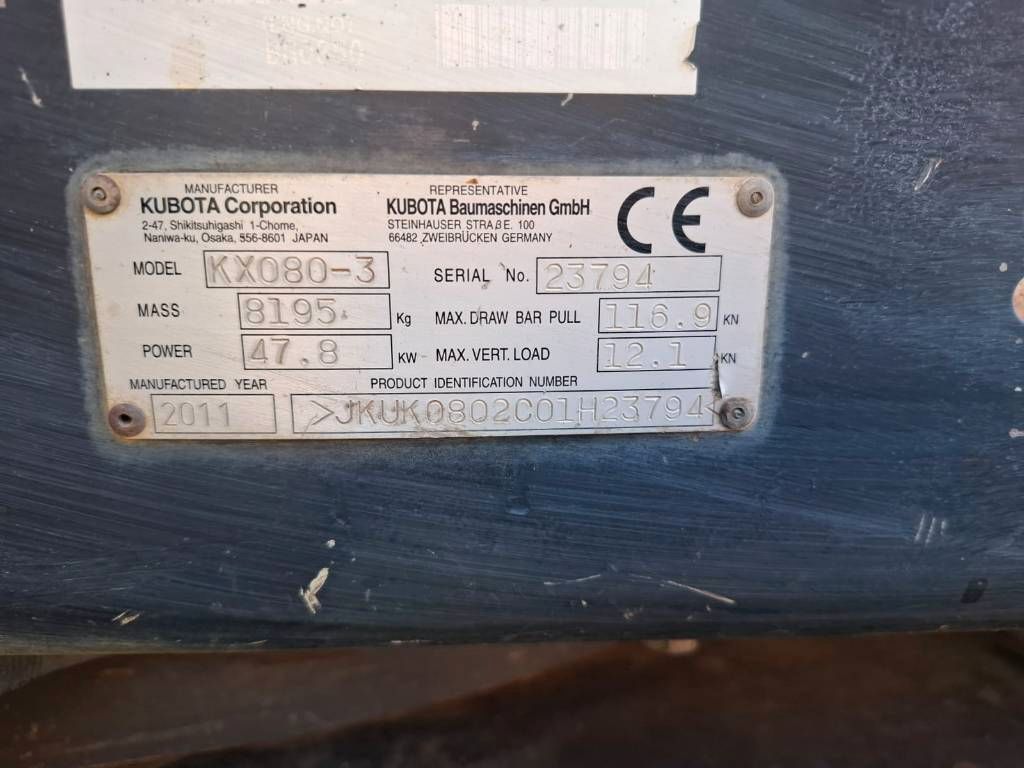 MANUFACTURER
KUBOTA Corporation
2-47, Shikitsuhigashi 1-Chome,
Naniwa-ku, Osaka, 556-8601 JAPAN
REPRESENTATIVE
KUBOTA Baumaschinen GmbH
STEINHAUSER STRAßE. 100
66482 ZWEIBRÜCKEN GERMANY
CE
MODEL KX080-3 SERIAL No. 23794
MASS 8195 Kg MAX. DRAW BAR PULL 116.9 KN
POWER 47.8 KW MAX. VERT. LOAD 12.1 KN
MANUFACTURED YEAR PRODUCT IDENTIFICATION NUMBER
2011 >JKUK0802C01H23794<